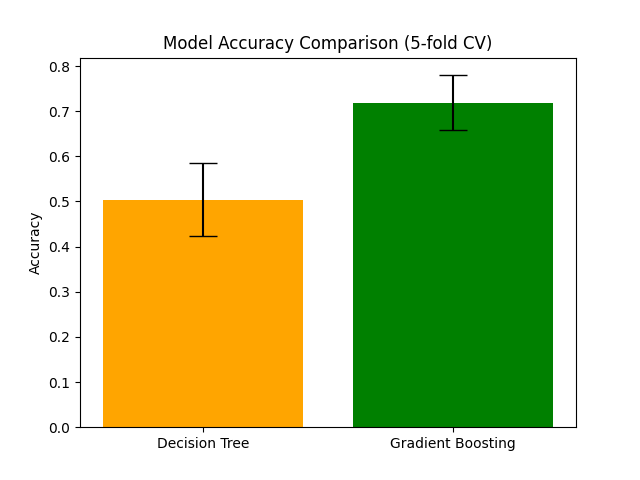 Model Accuracy Comparison (5-fold CV)
Accuracy
0.8
0.7
0.6
0.5
0.4
0.3
0.2
0.1
0.0
Decision Tree
Gradient Boosting